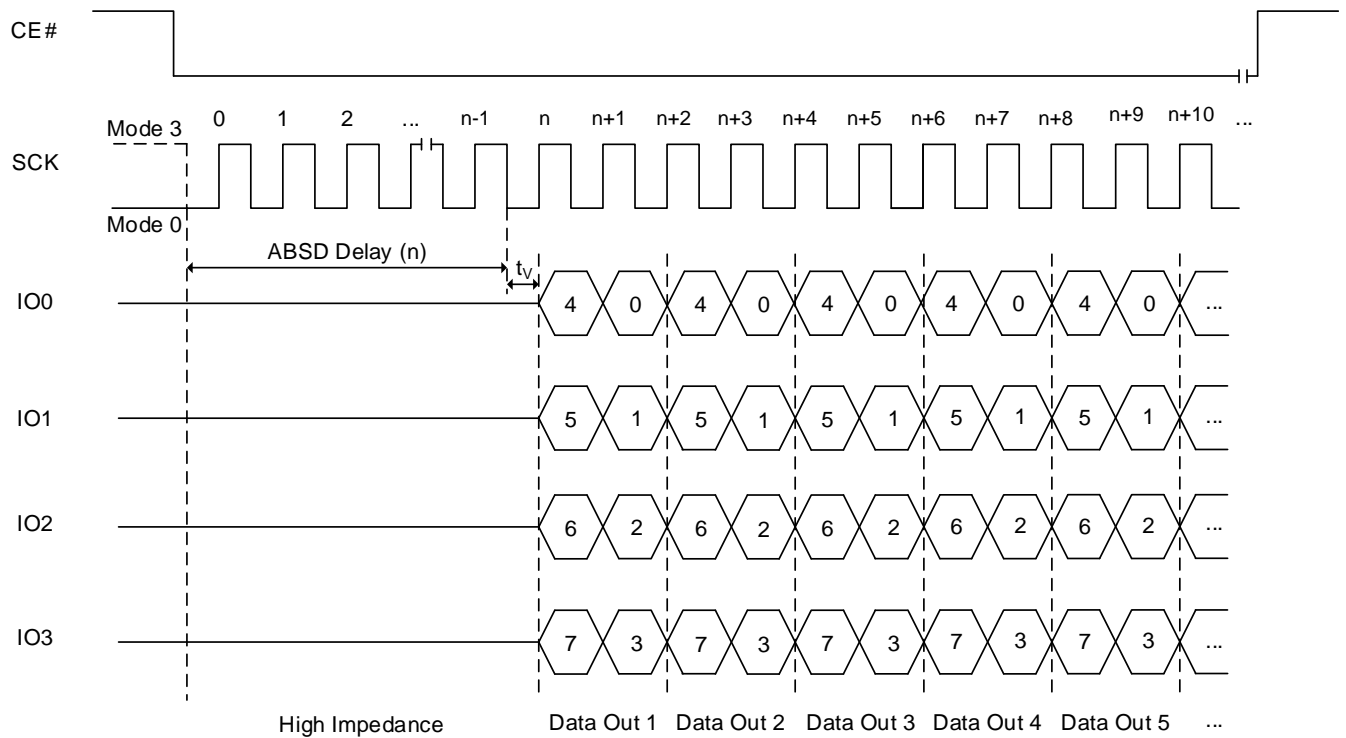 CE#
0 1 2 ... n-1 n n+1 n+2 n+3 n+4 n+5 n+6 n+7 n+8 n+9 n+10 ...
Mode 3
SCK
Mode 0
ABSD Delay (n)
tV
IO0 4 0 4 0 4 0 4 0 4 0 ...
IO1 5 1 5 1 5 1 5 1 5 1 ...
IO2 6 2 6 2 6 2 6 2 6 2 ...
IO3 7 3 7 3 7 3 7 3 7 3 ...
High Impedance Data Out 1 Data Out 2 Data Out 3 Data Out 4 Data Out 5 ...